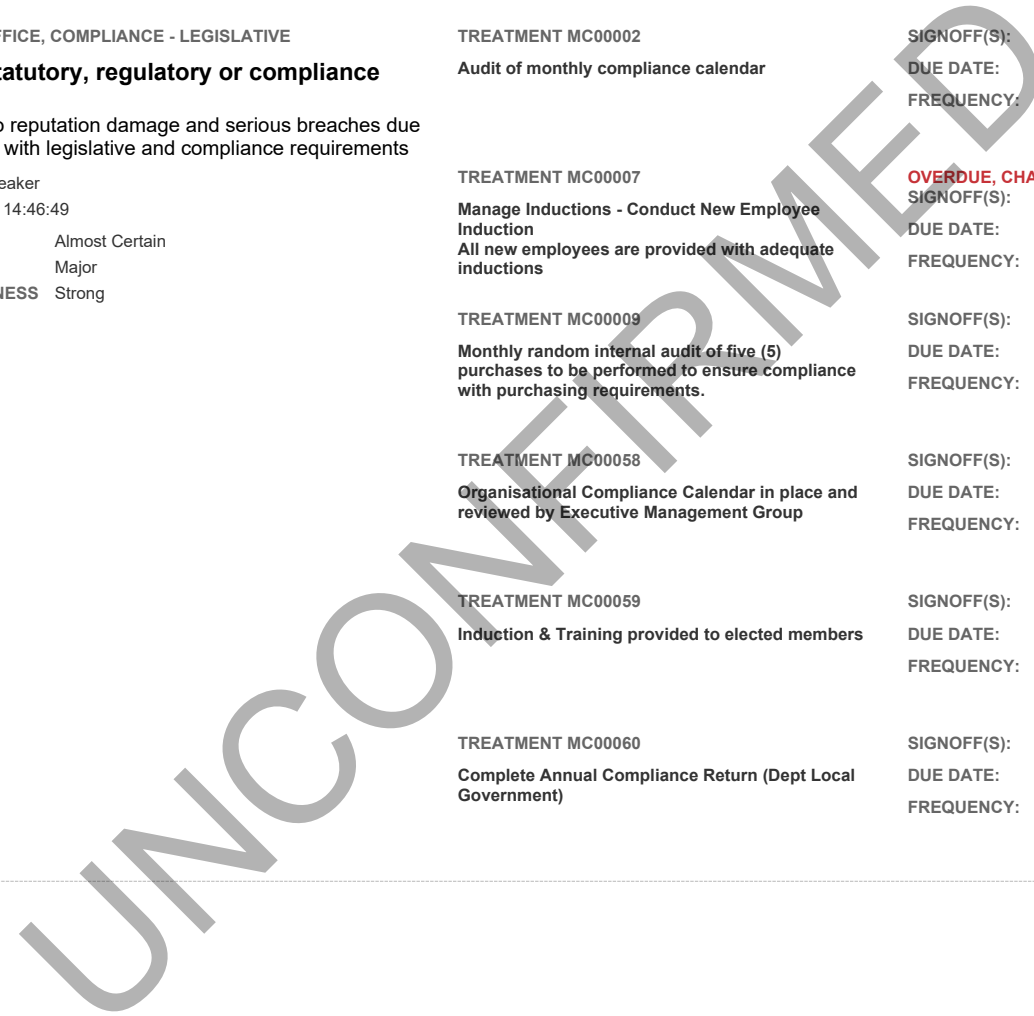 FFICE, COMPLIANCE - LEGISLATIVE
tatutory, regulatory or compliance
o reputation damage and serious breaches due
with legislative and compliance requirements
eaker
14:46:49
Almost Certain
Major
NESS Strong
TREATMENT MC00002
Audit of monthly compliance calendar
SIGNOFF(S):
DUE DATE:
FREQUENCY:
TREATMENT MC00007
Manage Inductions - Conduct New Employee
Induction
All new employees are provided with adequate
inductions
OVERDUE, CHA
SIGNOFF(S):
DUE DATE:
FREQUENCY:
TREATMENT MC00009
Monthly random internal audit of five (5)
purchases to be performed to ensure compliance
with purchasing requirements.
SIGNOFF(S):
DUE DATE:
FREQUENCY:
TREATMENT MC00058
Organisational Compliance Calendar in place and
reviewed by Executive Management Group
SIGNOFF(S):
DUE DATE:
FREQUENCY:
TREATMENT MC00059
Induction & Training provided to elected members
SIGNOFF(S):
DUE DATE:
FREQUENCY:
TREATMENT MC00060
Complete Annual Compliance Return (Dept Local
Government)
SIGNOFF(S):
DUE DATE:
FREQUENCY:
UNCONFIRMED